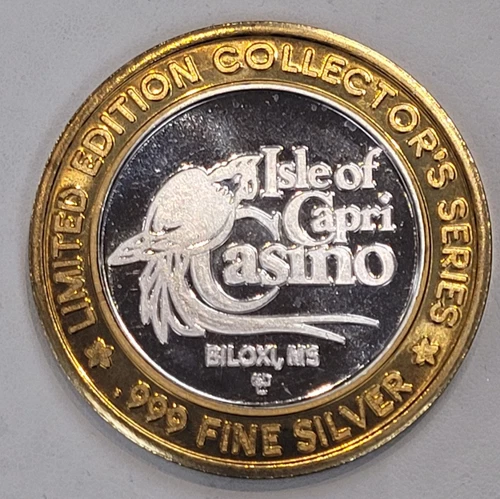 LIMITED EDITION COLLECTOR'S SERIES
Isle of
Capri
Casino
BILOXI, MS
.999 FINE SILVER